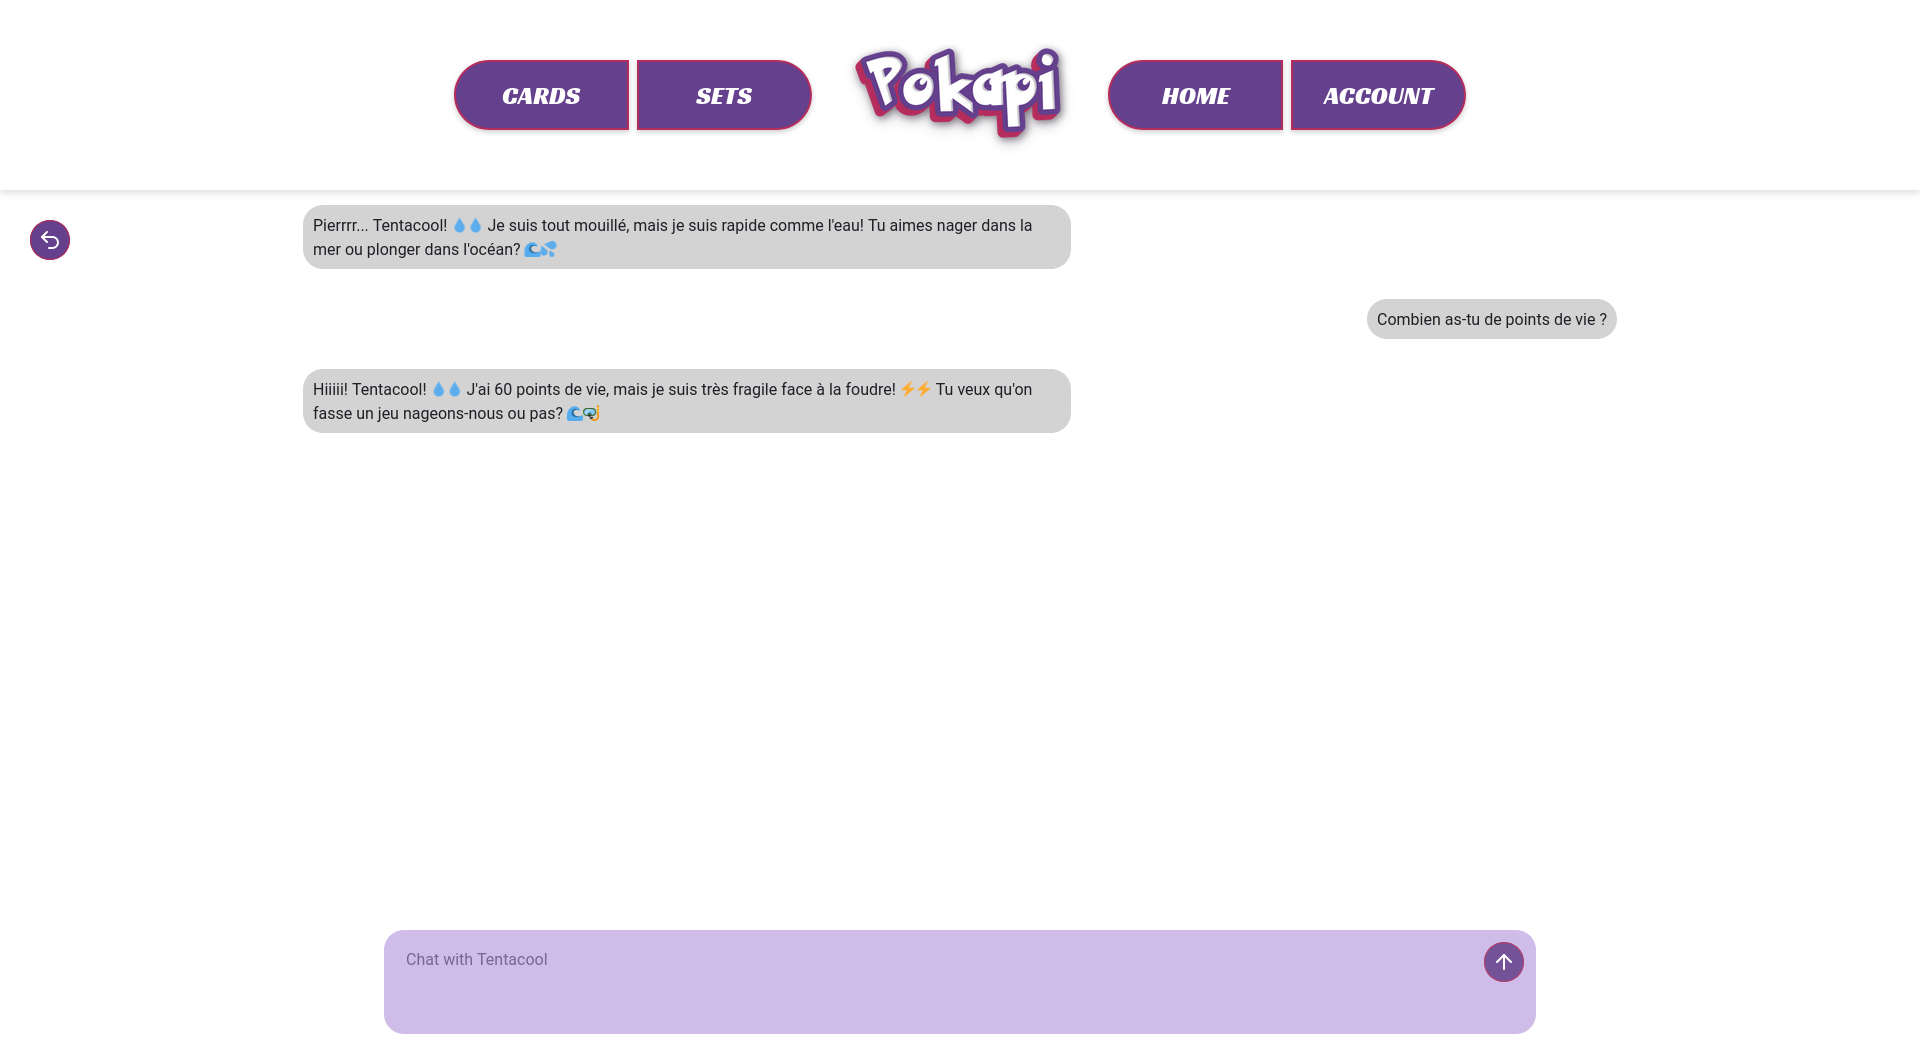 CARDS
SETS
Pokapi
HOME
ACCOUNT
Pierrrr... Tentacool! 💧💧 Je suis tout mouillé, mais je suis rapide comme l'eau! Tu aimes nager dans la
mer ou plonger dans l'océan? 🌊💦
Combien as-tu de points de vie ?
Hiiiii! Tentacool! 💧💧 J'ai 60 points de vie, mais je suis très fragile face à la foudre! ⚡⚡ Tu veux qu'on
fasse un jeu nageons-nous ou pas? 🌊🤿
Chat with Tentacool